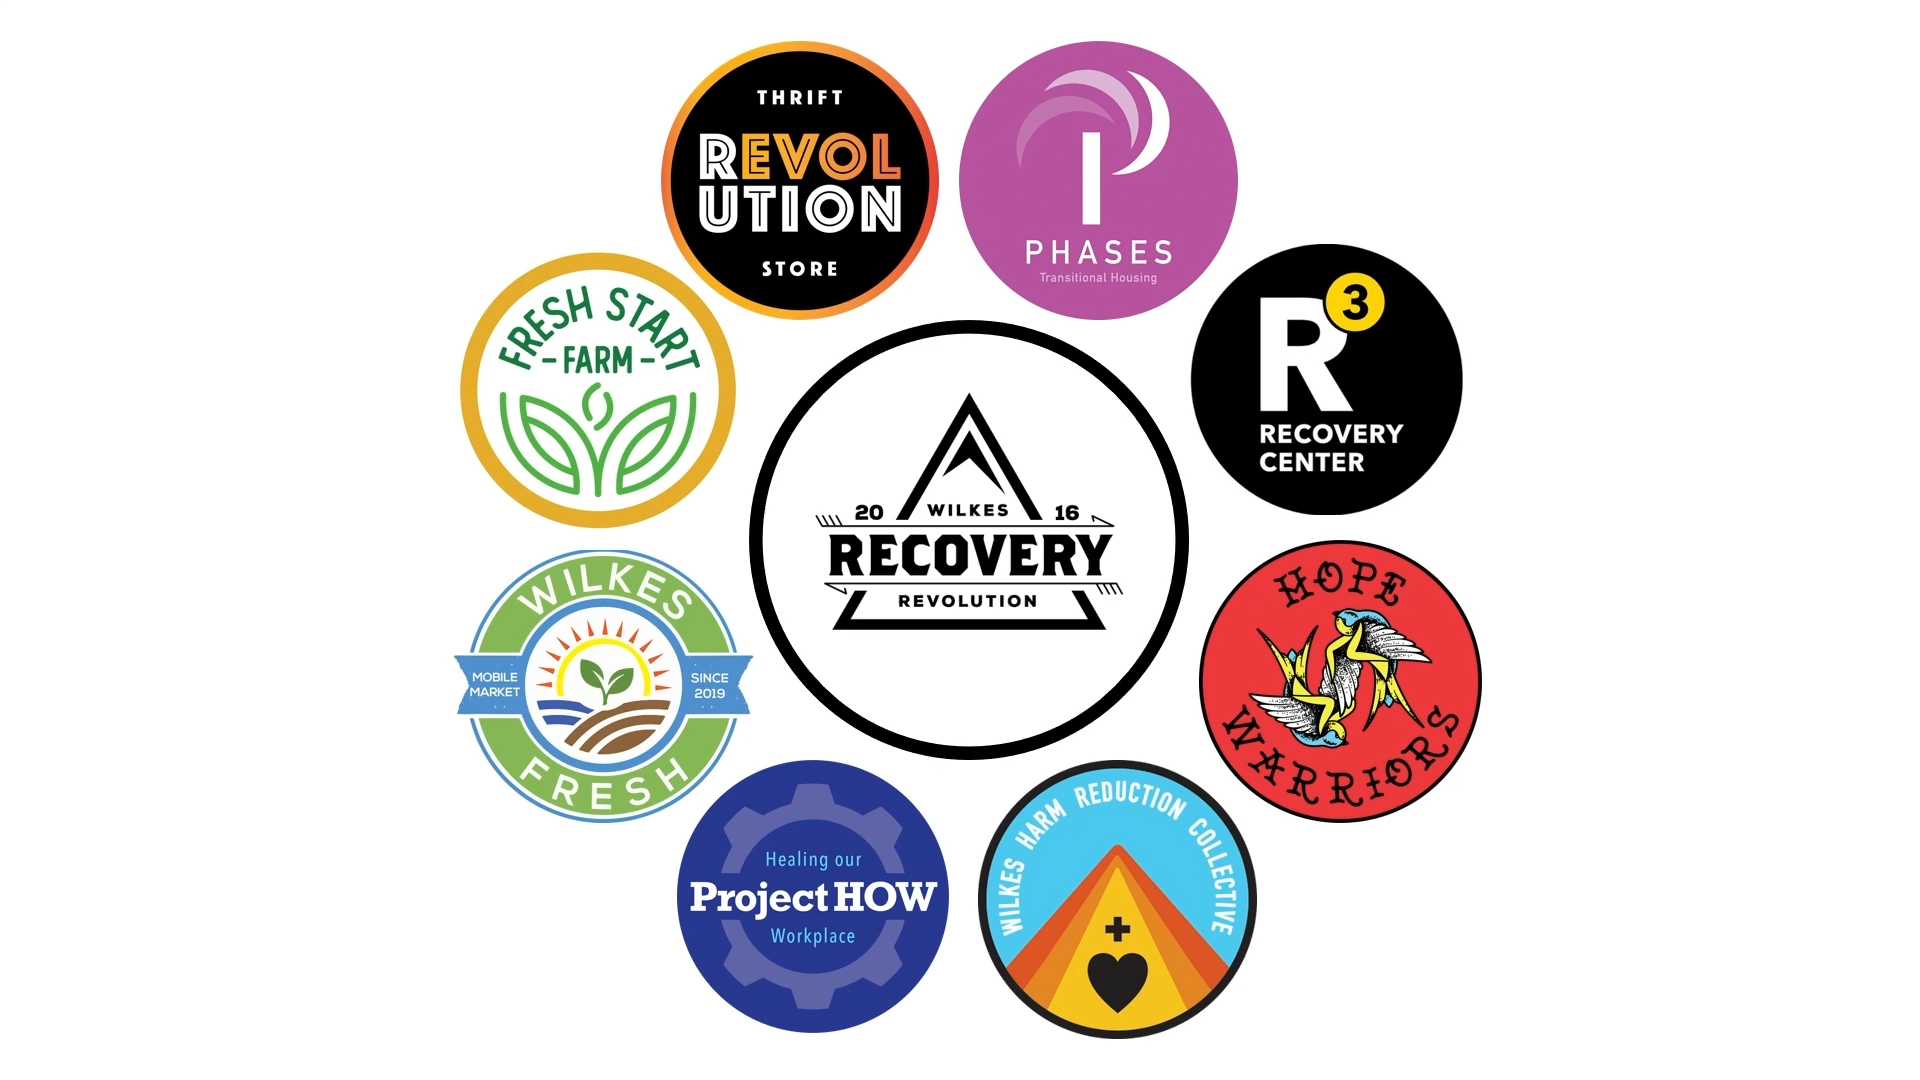 THRIFT
REVOL
UTION
STORE
PHASES
Transitional Housing
FRESH START
- FARM -
R3
RECOVERY
CENTER
20 WILKES 16
RECOVERY
REVOLUTION
WILKES
MOBILE
MARKET
SINCE
2019
FRESH
HOPE
WARRIORS
Healing our
Project HOW
Workplace
WILKES HARM REDUCTION COLLECTIVE